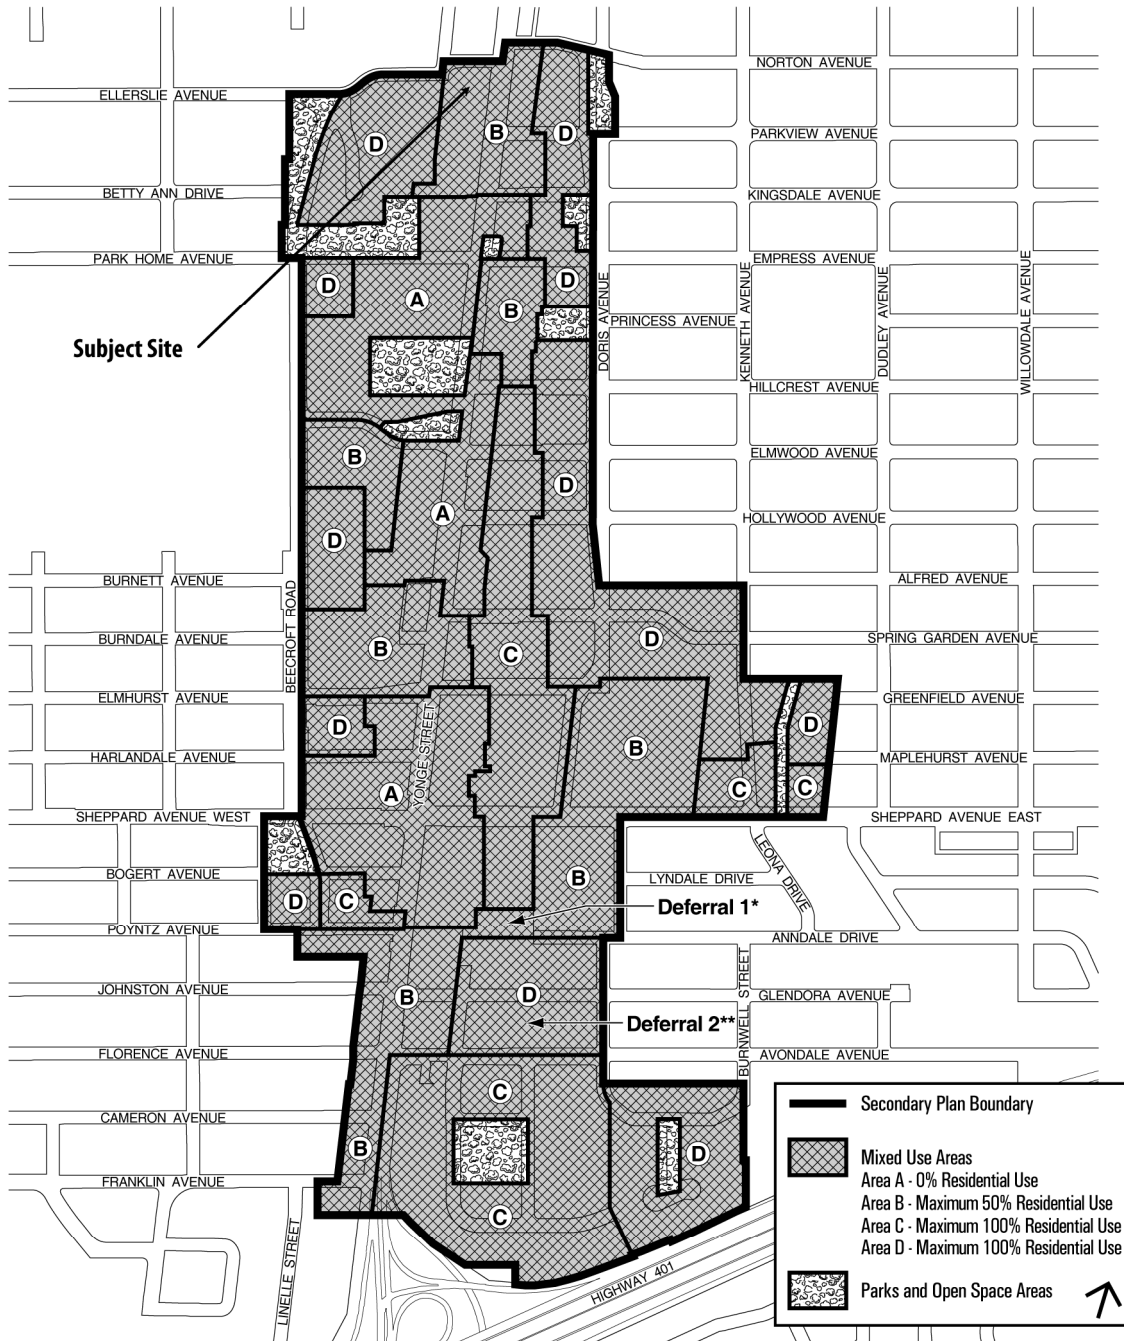 NORTON AVENUE
ELLERSLIE AVENUE
B
PARKVIEW AVENUE
D
D
BETTY ANN DRIVE
KINGSDALE AVENUE
PARK HOME AVENUE
EMPRESS AVENUE
D
D
A
B
DORIS AVENUE
PRINCESS AVENUE
KENNETH AVENUE
DUDLEY AVENUE
WILLOWDALE AVENUE
Subject Site
HILLCREST AVENUE
B
ELMWOOD AVENUE
D
A
HOLLYWOOD AVENUE
D
BURNETT AVENUE
ALFRED AVENUE
BEECROFT ROAD
BURNDALE AVENUE
B
C
D
SPRING GARDEN AVENUE
ELMHURST AVENUE
GREENFIELD AVENUE
D
YONGE STREET
B
D
HARLANDALE AVENUE
MAPLEHURST AVENUE
A
C
C
SHEPPARD AVENUE WEST
SHEPPARD AVENUE EAST
LEONA DRIVE
BOGERT AVENUE
B
LYNDALE DRIVE
D
C
Deferral 1*
POYNTZ AVENUE
ANNDALE DRIVE
JOHNSTON AVENUE
B
D
BURNWELL STREET
GLENDORA AVENUE
Deferral 2**
FLORENCE AVENUE
AVONDALE AVENUE
C
CAMERON AVENUE
B
D
FRANKLIN AVENUE
C
LINELLE STREET
HIGHWAY 401
Secondary Plan Boundary
Mixed Use Areas
Area A - 0% Residential Use
Area B - Maximum 50% Residential Use
Area C - Maximum 100% Residential Use
Area D - Maximum 100% Residential Use
Parks and Open Space Areas